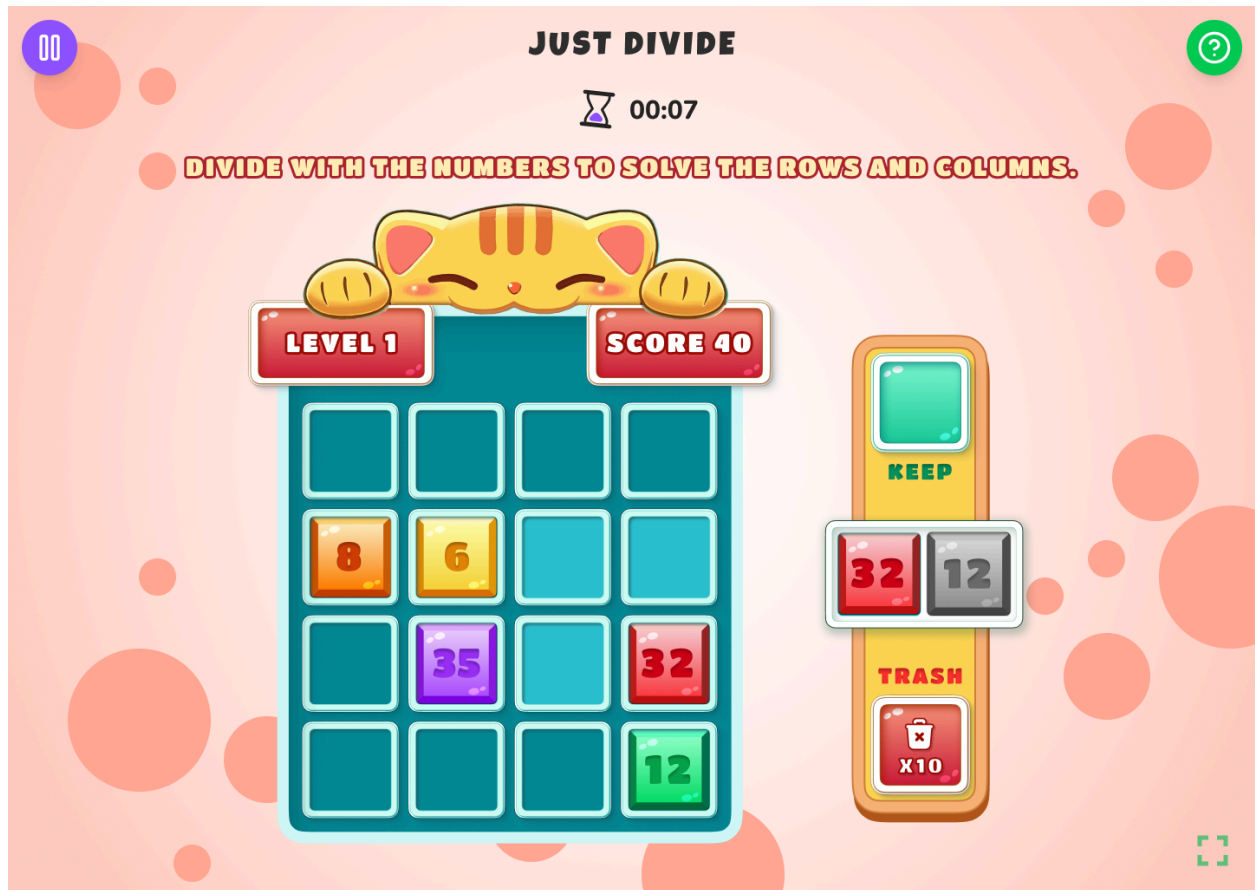 JUST DIVIDE
00:07
DIVIDE WITH THE NUMBERS TO SOLVE THE ROWS AND COLUMNS.
LEVEL 1
SCORE 40
KEEP
8 6
32 12
35 32
TRASH
12
X10